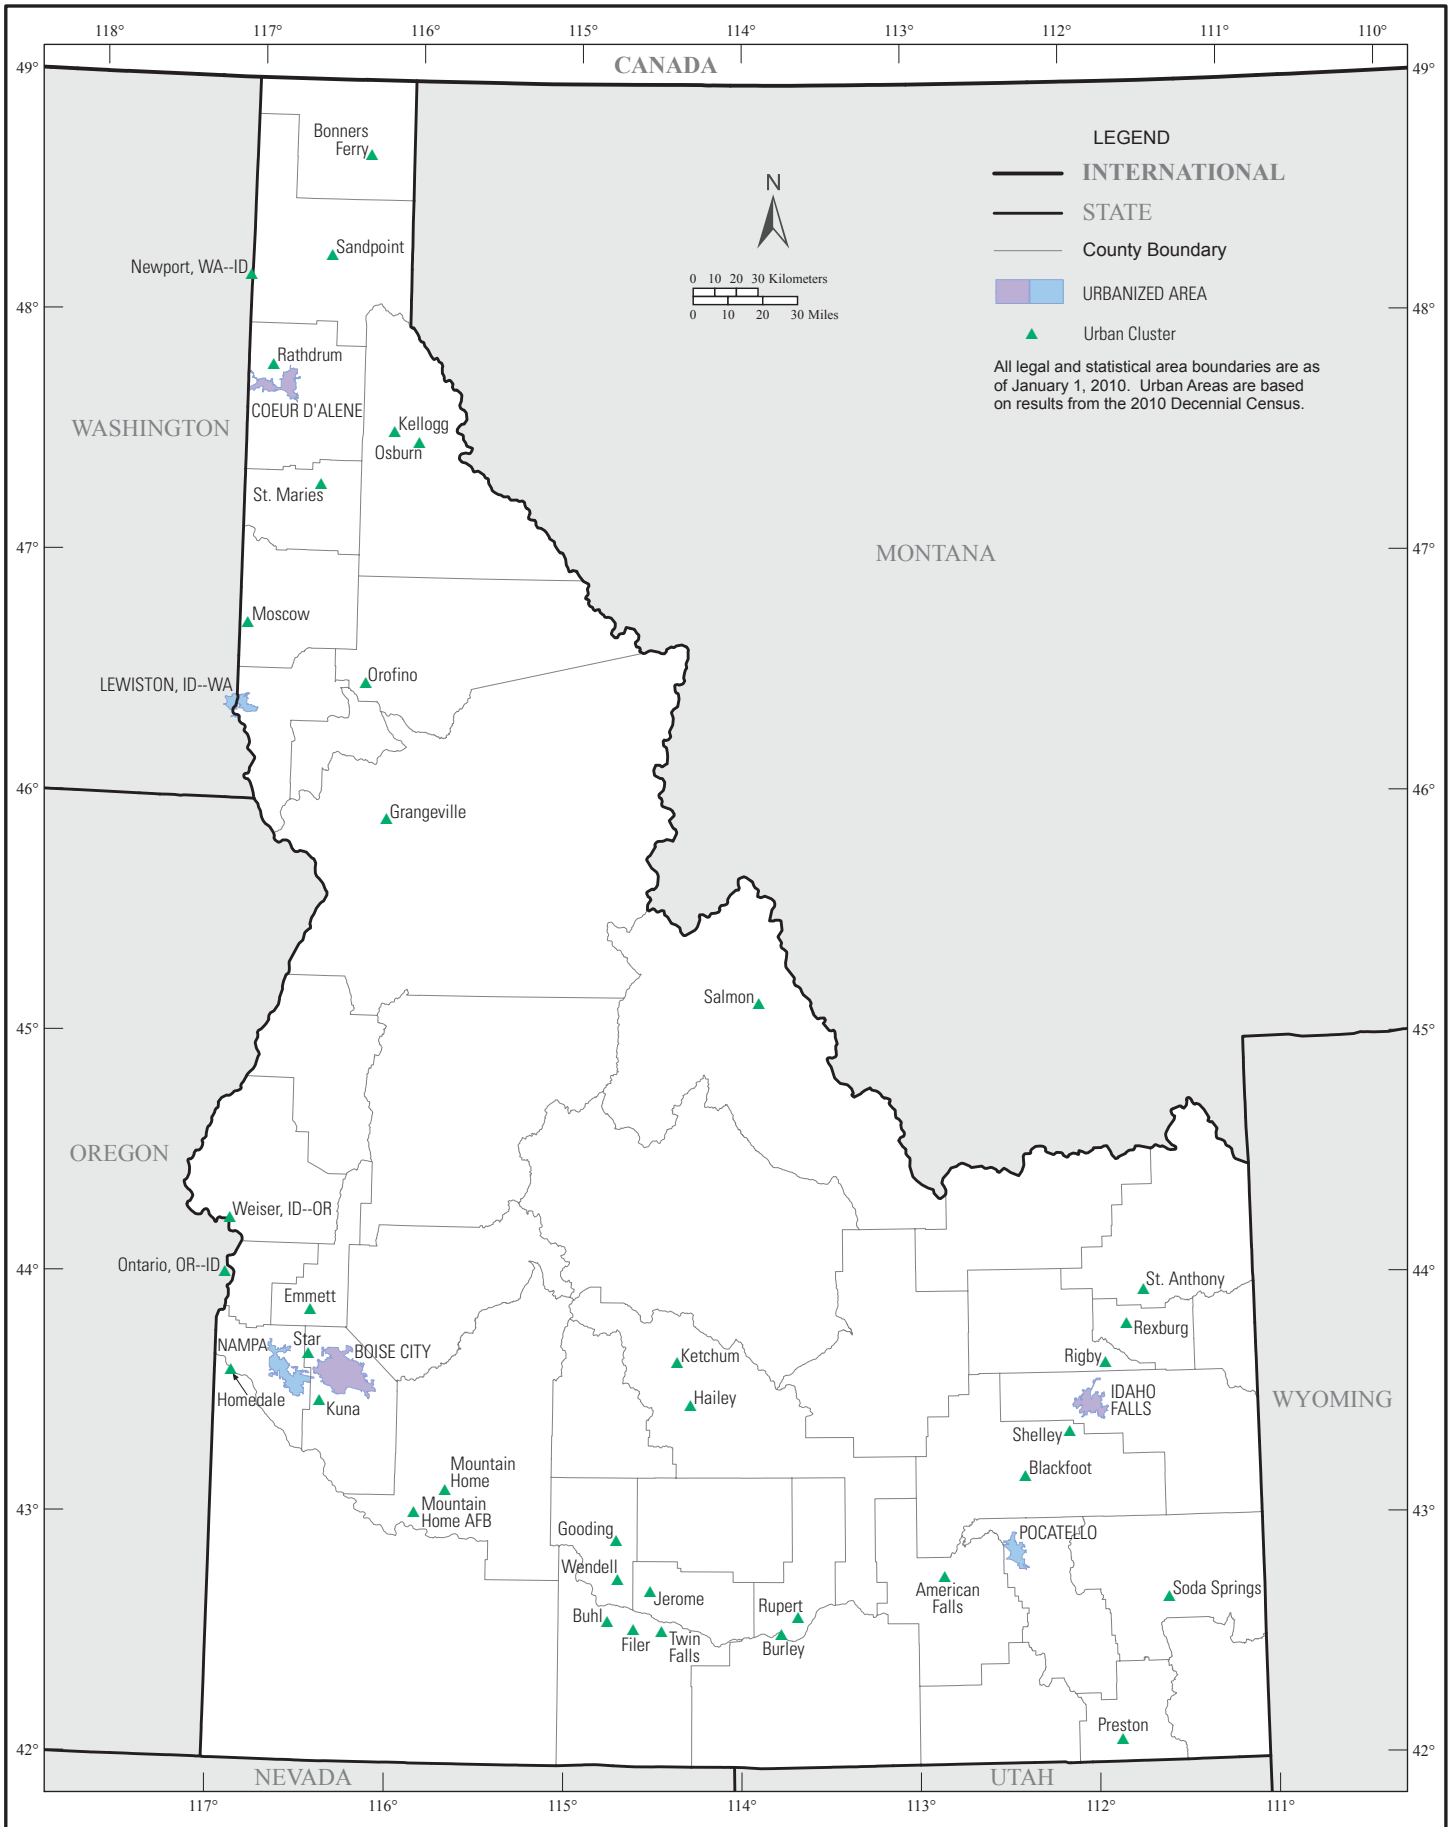 118° 117° 116° 115° 114° 113° 112° 111° 110°
49° CANADA 49°
LEGEND
INTERNATIONAL
STATE
County Boundary
URBANIZED AREA
Urban Cluster
All legal and statistical area boundaries are as
of January 1, 2010. Urban Areas are based
on results from the 2010 Decennial Census.
N
0 10 20 30 Kilometers
0 10 20 30 Miles
Bonners
Ferry
Sandpoint
Newport, WA--ID
48° 48°
Rathdrum
COEUR D'ALENE
WASHINGTON
Kellogg
Osburn
St. Maries
47° 47°
MONTANA
Moscow
Orofino
LEWISTON, ID--WA
46° 46°
Grangeville
Salmon
45° 45°
OREGON
Weiser, ID--OR
Ontario, OR--ID
44° 44°
St. Anthony
Emmett
Rexburg
Star
NAMPA
BOISE CITY
Ketchum
Rigby
Homedale
Kuna
Hailey
IDAHO
FALLS
WYOMING
Shelley
Blackfoot
Mountain
Home
Mountain
Home AFB
43° 43°
Gooding
POCATELLO
Wendell
Jerome
American
Falls
Soda Springs
Buhl
Filer
Twin
Falls
Rupert
Burley
Preston
42° 42°
NEVADA
UTAH
117° 116° 115° 114° 113° 112° 111°